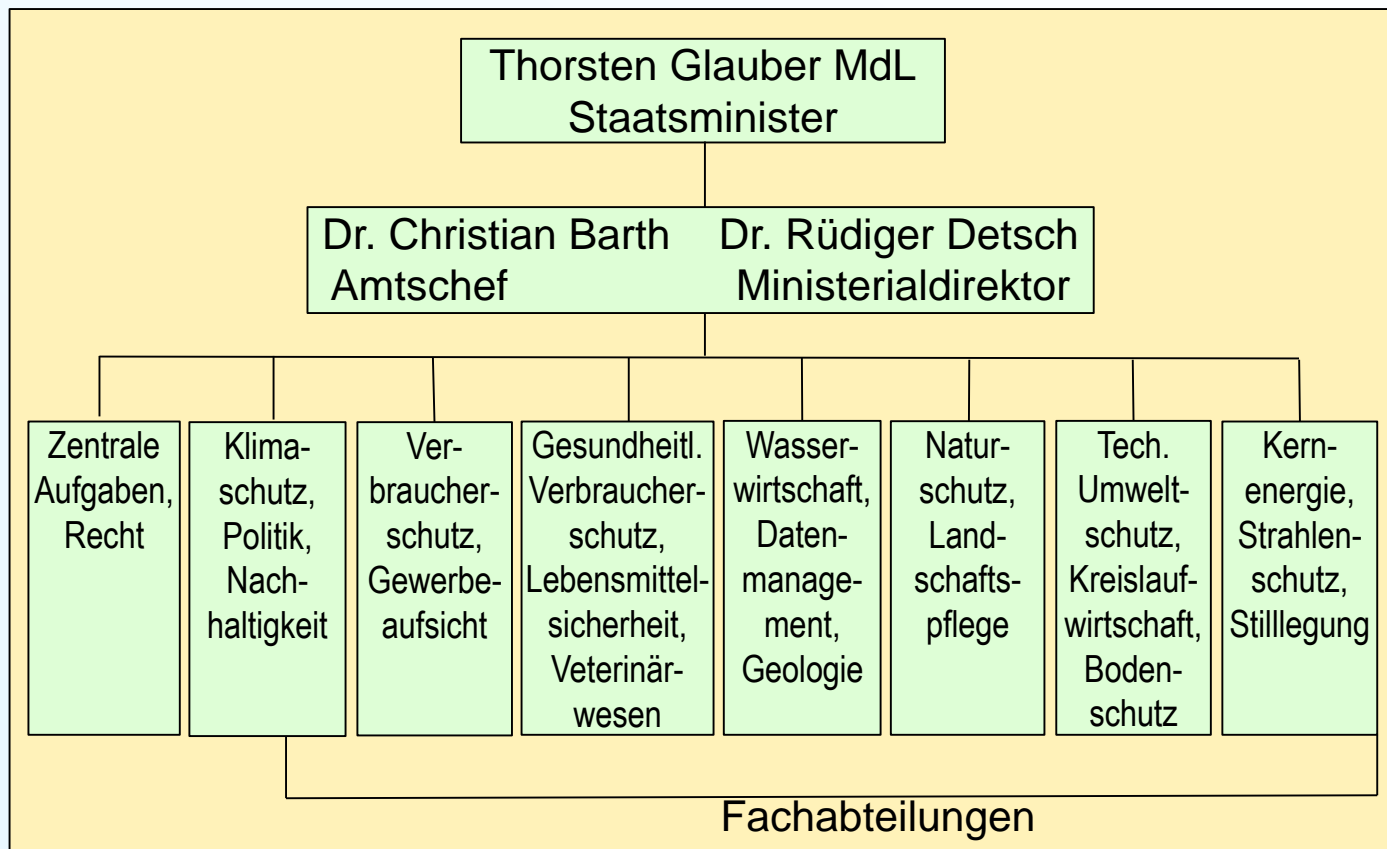 Thorsten Glauber MdL
Staatsminister
Dr. Christian Barth Dr. Rüdiger Detsch
Amtschef Ministerialdirektor
Zentrale
Aufgaben,
Recht
Klima-
schutz,
Politik,
Nach-
haltigkeit
Ver-
braucher-
schutz,
Gewerbe-
aufsicht
Gesundheitl.
Verbraucher-
schutz,
Lebensmittel-
sicherheit,
Veterinär-
wesen
Wasser-
wirtschaft,
Daten-
manage-
ment,
Geologie
Natur-
schutz,
Land-
schafts-
pflege
Tech.
Umwelt-
schutz,
Kreislauf-
wirtschaft,
Boden-
schutz
Kern-
energie,
Strahlen-
schutz,
Stilllegung
Fachabteilungen